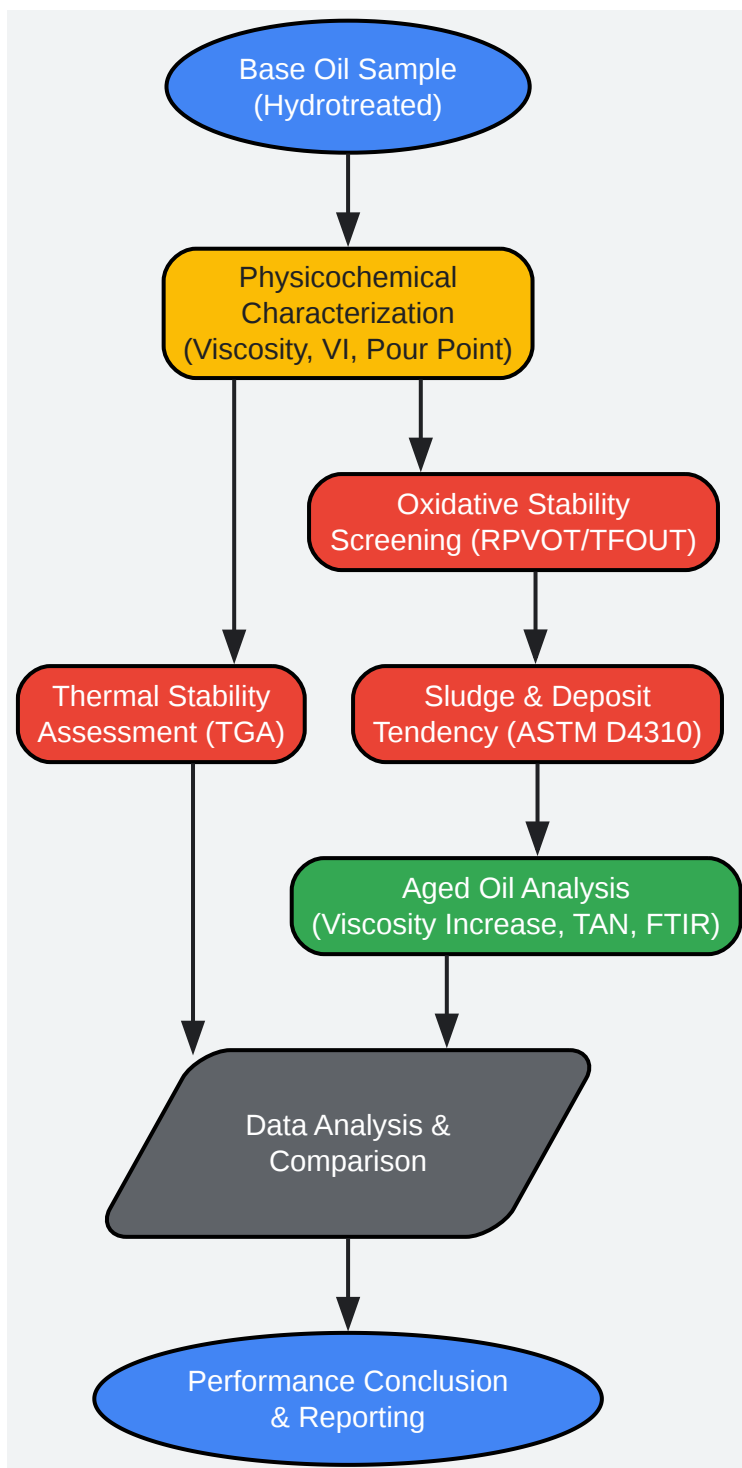 Base Oil Sample
(Hydrotreated)
Physicochemical
Characterization
(Viscosity, VI, Pour Point)
Oxidative Stability
Screening (RPVOT/TFOUT)
Thermal Stability
Assessment (TGA)
Sludge & Deposit
Tendency (ASTM D4310)
Aged Oil Analysis
(Viscosity Increase, TAN, FTIR)
Data Analysis &
Comparison
Performance Conclusion
& Reporting